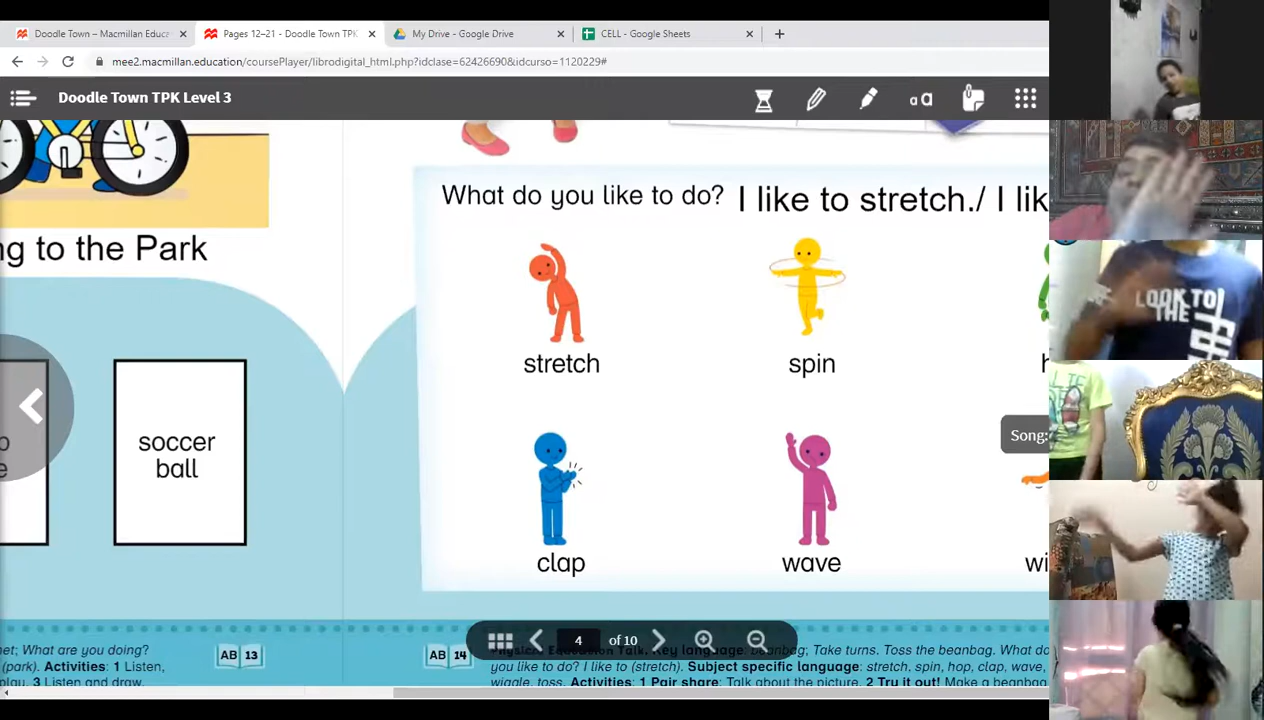 Doodle Town – Macmillan Educa
Pages 12–21 - Doodle Town TPK
My Drive - Google Drive
CELL - Google Sheets
mee2.macmillan.education/coursePlayer/librodigital_html.php?idclase=62426690&idcurso=1120229#
Doodle Town TPK Level 3
aa
ng to the Park
soccer
ball
What do you like to do? I like to stretch./ I lik
stretch
spin
h
clap
wave
wi
Song:
LOOK TO
THE
4 of 10
net; What are you doing?
(park). Activities: 1 Listen,
play, 3 Listen and draw.
AB 13
AB 14
Physical Education Talk. Key language: beanbag; Take turns. Toss the beanbag. What do
you like to do? I like to (stretch). Subject specific language: stretch, spin, hop, clap, wave,
wiggle, toss. Activities: 1 Pair share: Talk about the picture. 2 Try it out! Make a beanbag